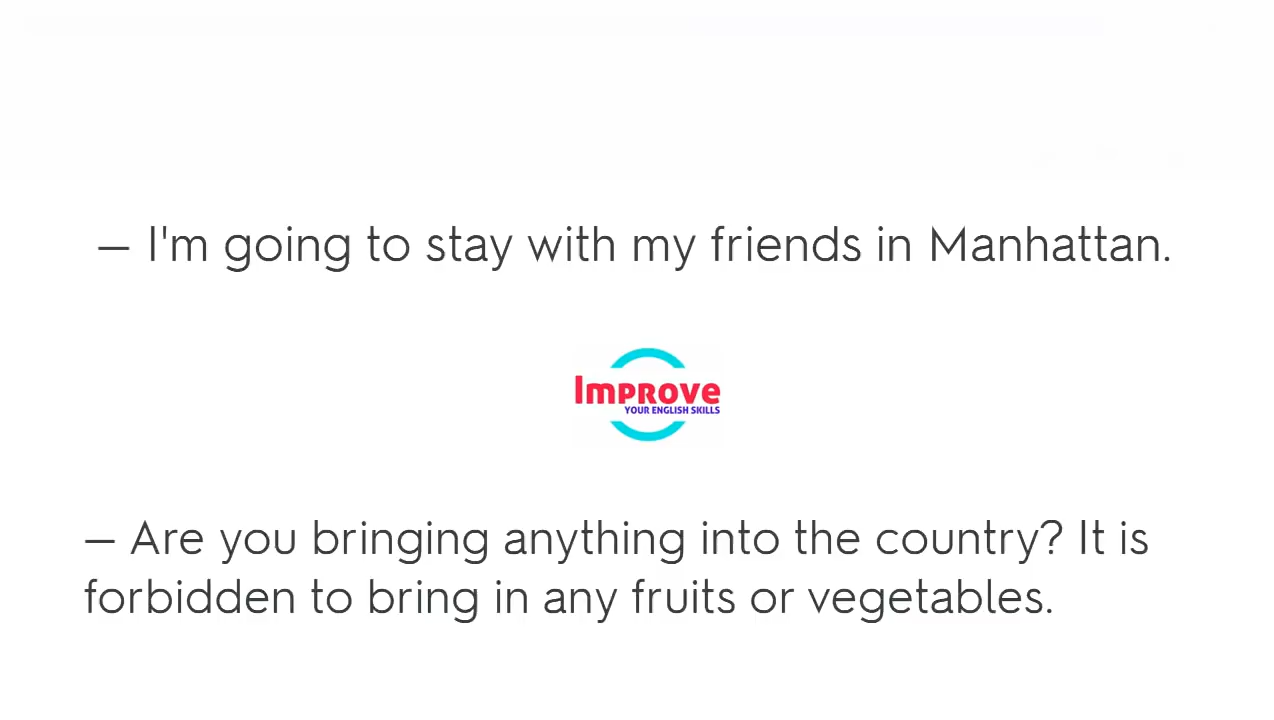 – I'm going to stay with my friends in Manhattan.
Improve
YOUR ENGLISH SKILLS
– Are you bringing anything into the country? It is
forbidden to bring in any fruits or vegetables.